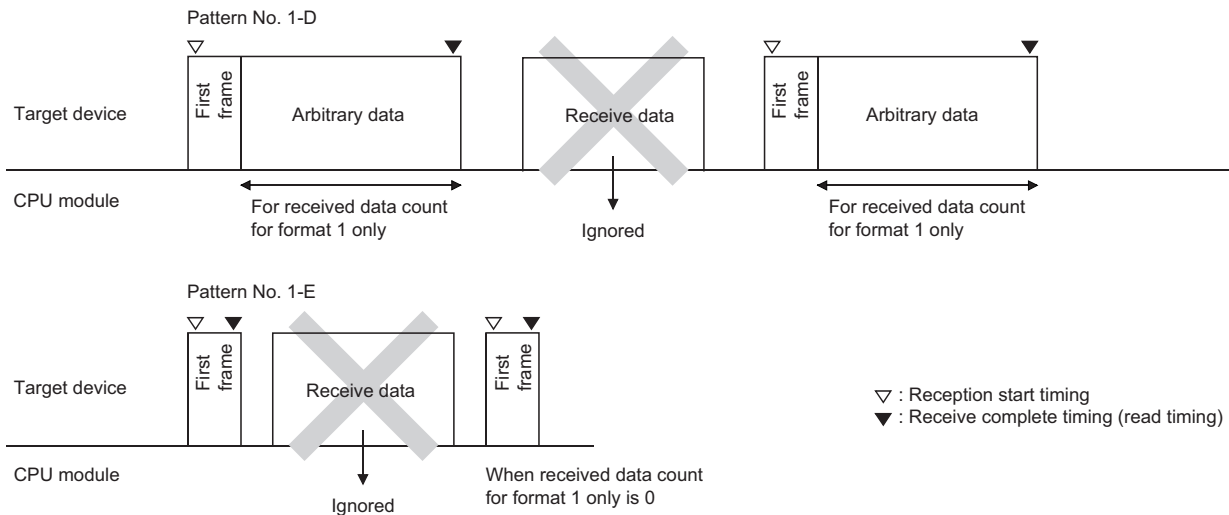 Pattern No. 1-D
First
frame
Arbitrary data
Receive data
First
frame
Arbitrary data
Target device
CPU module
For received data count
for format 1 only
Ignored
For received data count
for format 1 only
Pattern No. 1-E
First
frame
Receive data
First
frame
Target device
▽ : Reception start timing
▼ : Receive complete timing (read timing)
CPU module
Ignored
When received data count
for format 1 only is 0